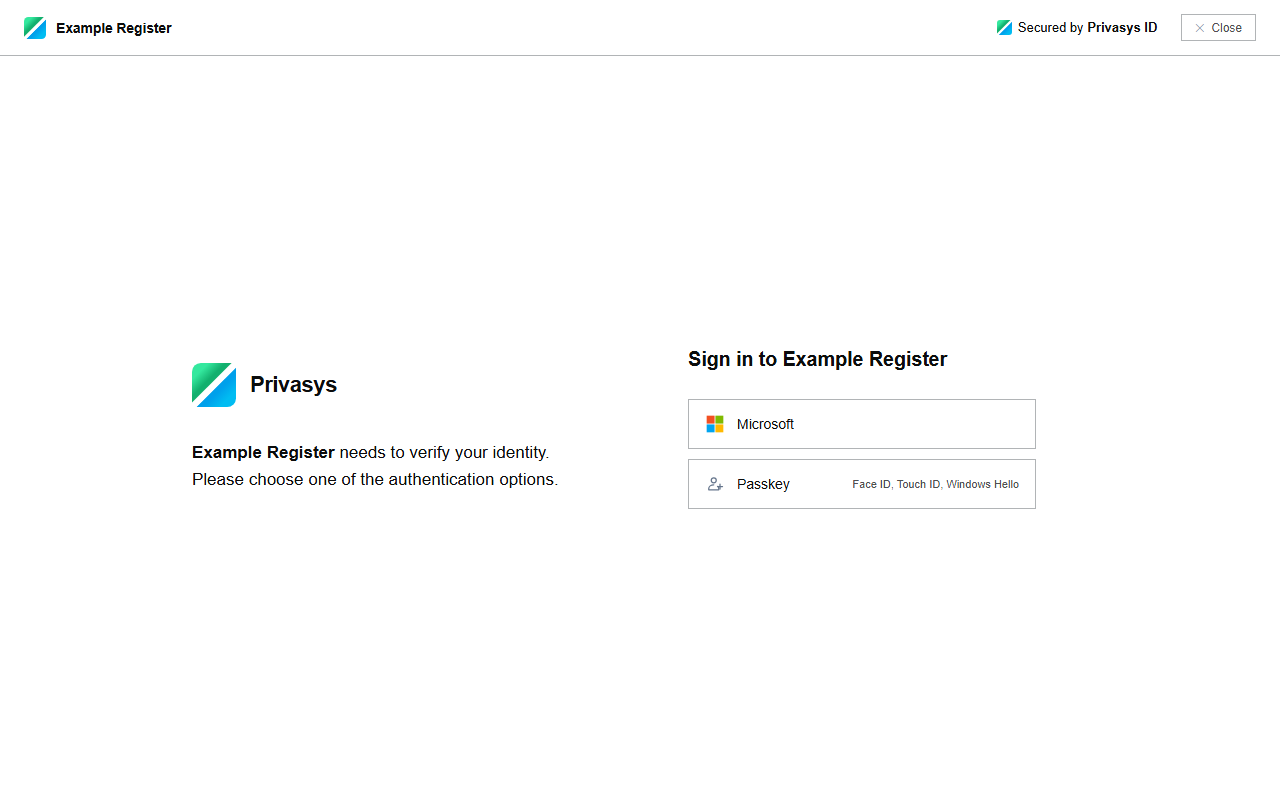 Example Register
Secured by Privasys ID
Close
Privasys
Example Register needs to verify your identity.
Please choose one of the authentication options.
Sign in to Example Register
Microsoft
Passkey
Face ID, Touch ID, Windows Hello